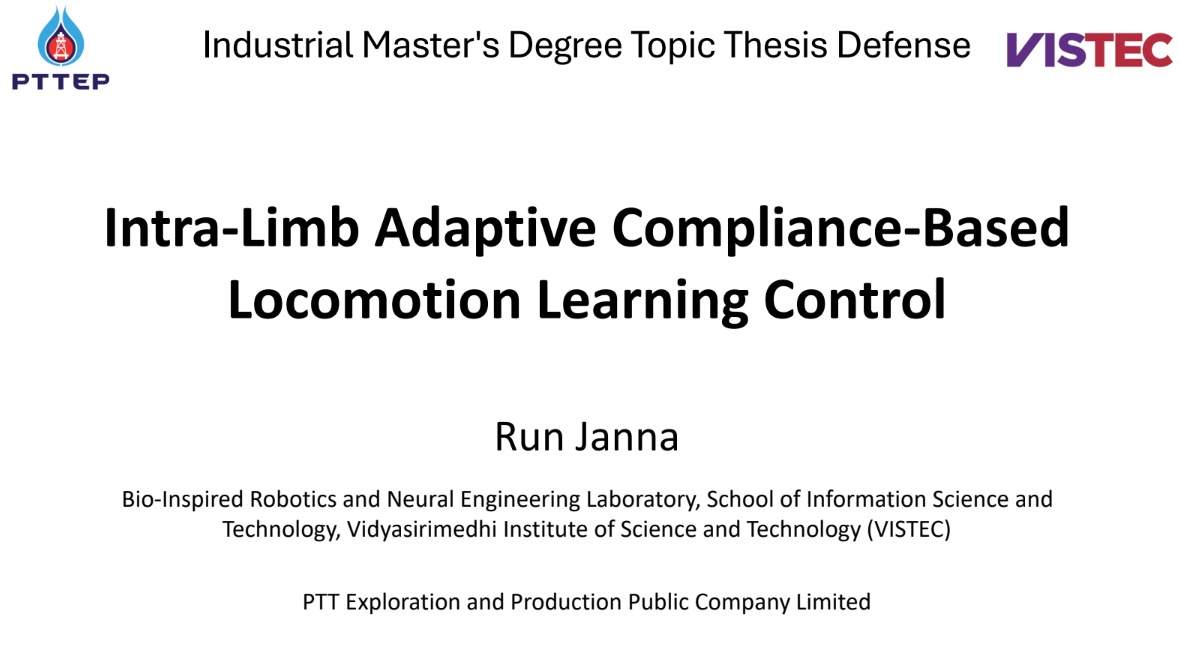 PTTEP
Industrial Master's Degree Topic Thesis Defense
VISTEC
Intra-Limb Adaptive Compliance-Based
Locomotion Learning Control
Run Janna
Bio-Inspired Robotics and Neural Engineering Laboratory, School of Information Science and
Technology, Vidyasirimedhi Institute of Science and Technology (VISTEC)
PTT Exploration and Production Public Company Limited